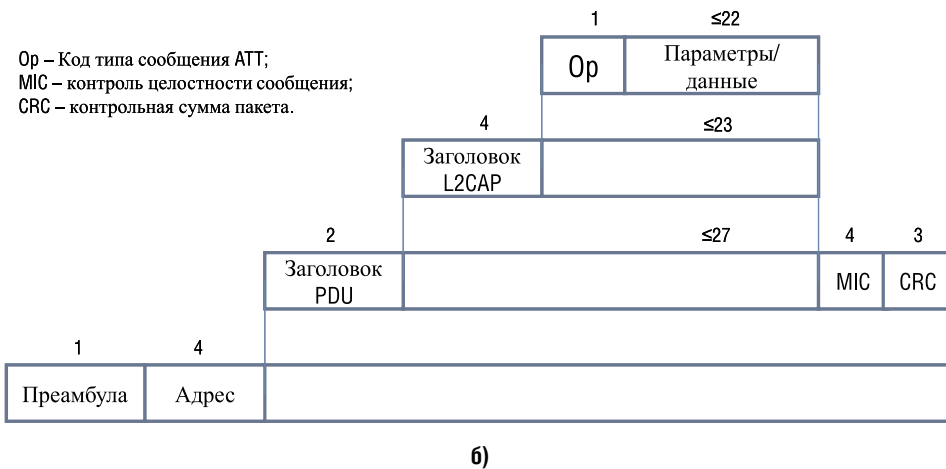 1 ≤22
Op – Код типа сообщения ATT;
MIC – контроль целостности сообщения;
CRC – контрольная сумма пакета.
Op
Параметры/
данные
4 ≤23
Заголовок
L2CAP
2 ≤27 4 3
Заголовок
PDU
MIC
CRC
1 4
Преамбула
Адрес
б)